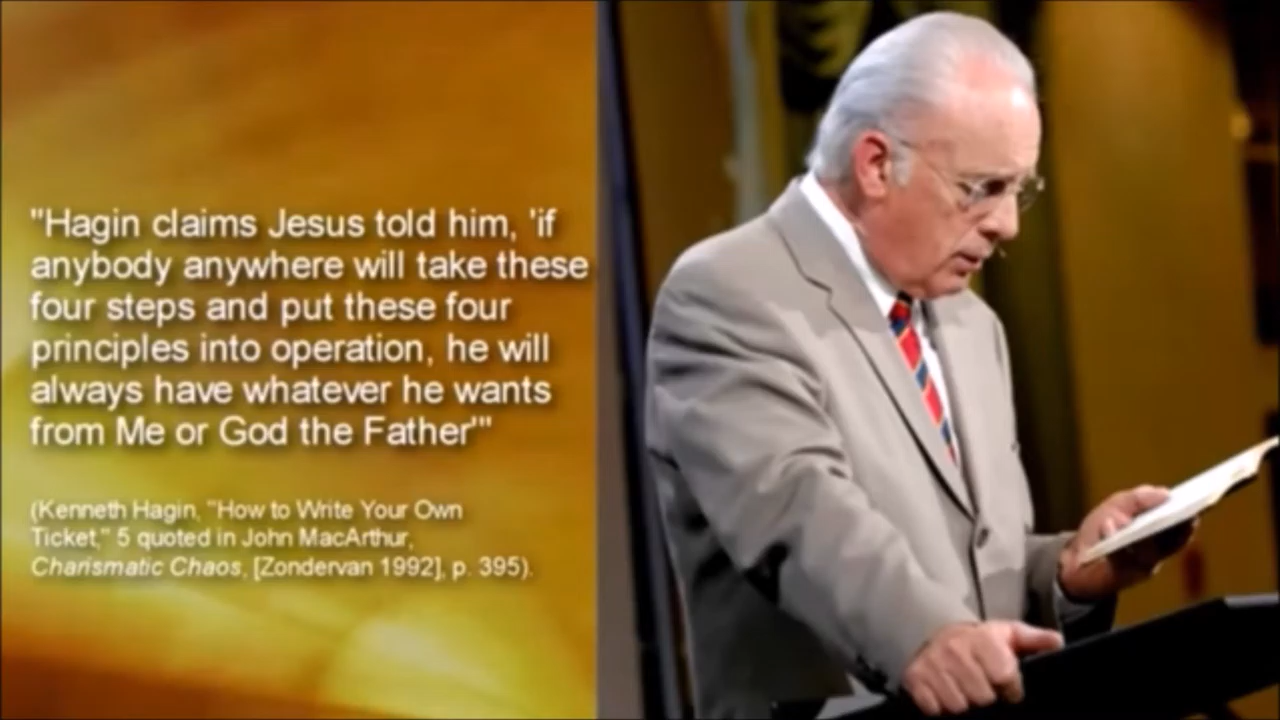 "Hagin claims Jesus told him, 'if
anybody anywhere will take these
four steps and put these four
principles into operation, he will
always have whatever he wants
from Me or God the Father'"
(Kenneth Hagin, "How to Write Your Own
Ticket," 5 quoted in John MacArthur,
Charismatic Chaos, [Zondervan 1992], p. 395).